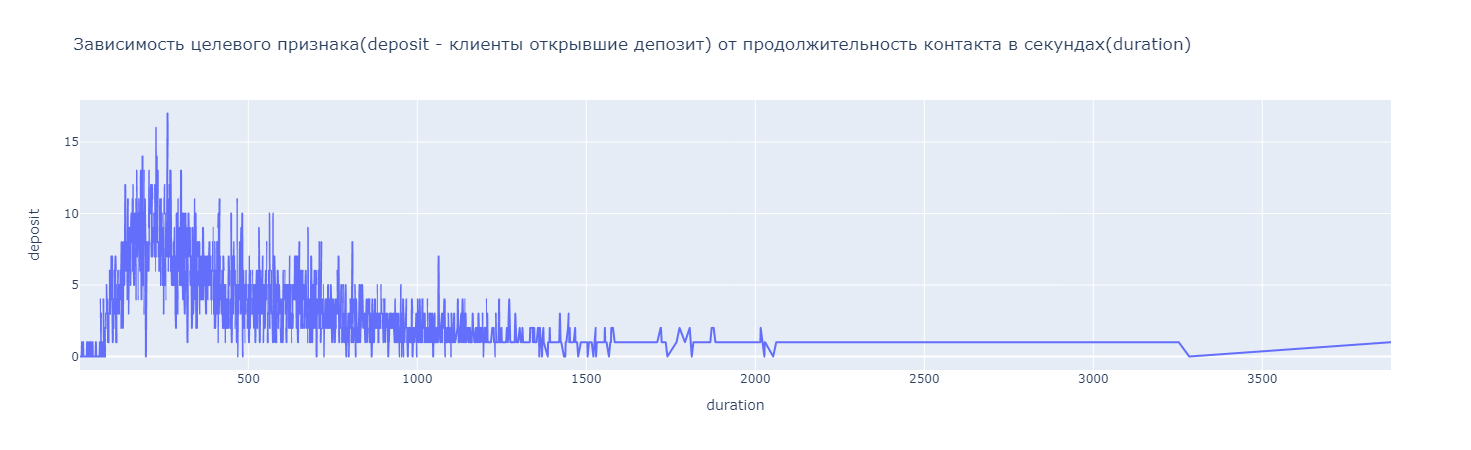 Зависимость целевого признака(deposit - клиенты открывшие депозит) от продолжительность контакта в секундах(duration)
15
10
5
0
deposit
500 1000 1500 2000 2500 3000 3500
duration